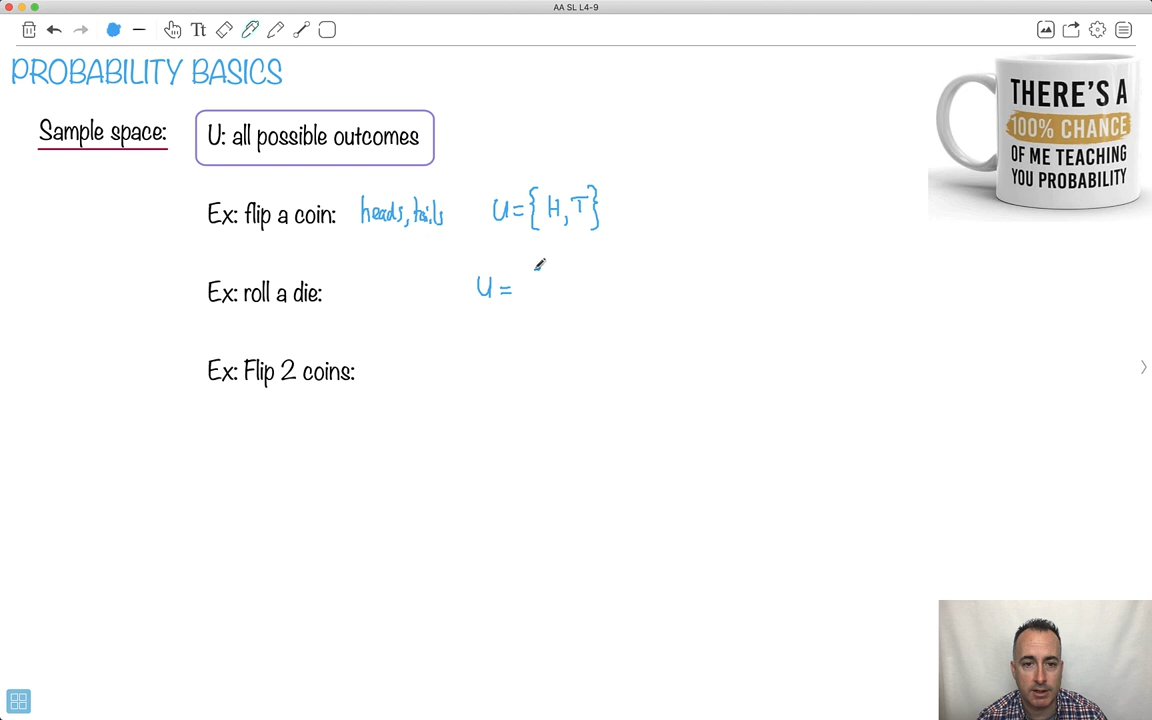 AA SL L4-9
Tt
PROBABILITY BASICS
Sample space: U: all possible outcomes
Ex: flip a coin: heads, tails U={H,T}
Ex: roll a die: U=
Ex: Flip 2 coins:
THERE'S A
100% CHANCE
OF ME TEACHING
YOU PROBABILITY